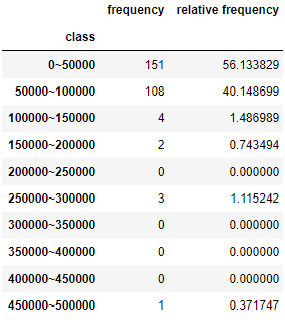 frequency relative frequency
class
0~50000 151 56.133829
50000~100000 108 40.148699
100000~150000 4 1.486989
150000~200000 2 0.743494
200000~250000 0 0.000000
250000~300000 3 1.115242
300000~350000 0 0.000000
350000~400000 0 0.000000
400000~450000 0 0.000000
450000~500000 1 0.371747